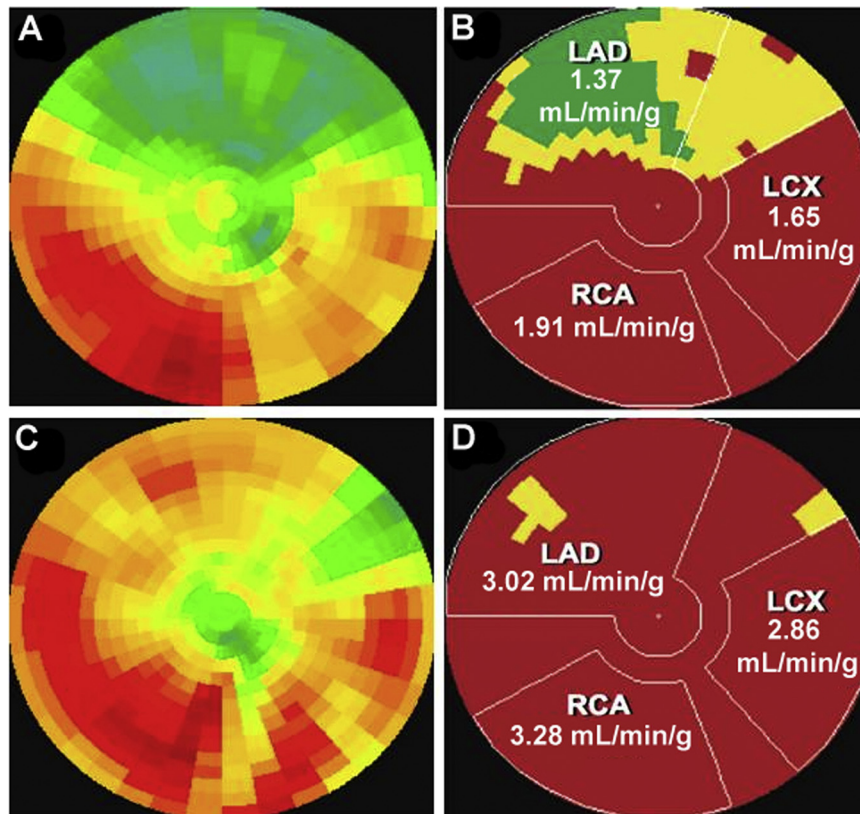 A
B
LAD
1.37
mL/min/g
LCX
1.65
mL/min/g
RCA
1.91 mL/min/g
C
D
LAD
3.02 mL/min/g
LCX
2.86
mL/min/g
RCA
3.28 mL/min/g